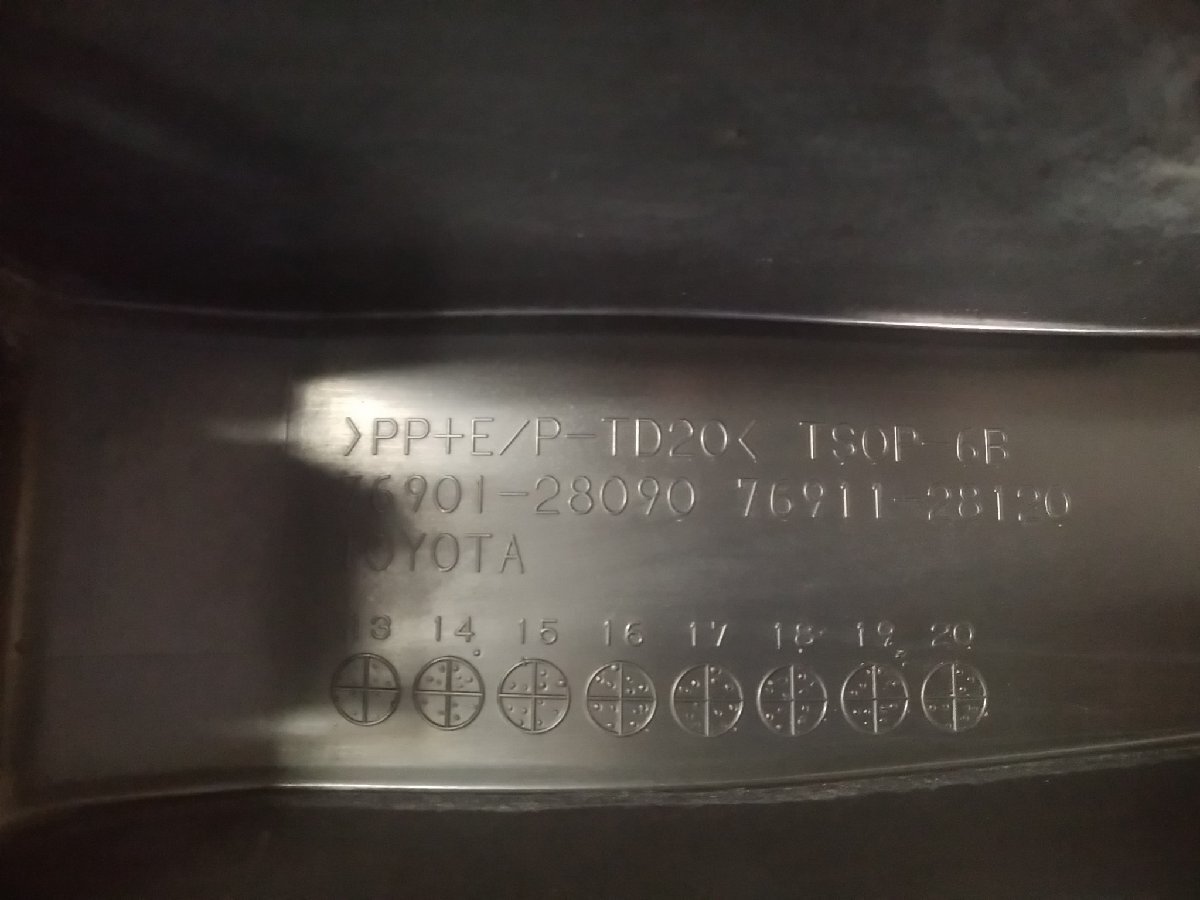 >PP+E/P-TD20< TSOP-6B
76901-28090 76911-28120
TOYOTA
13 14 15 16 17 18 19 20